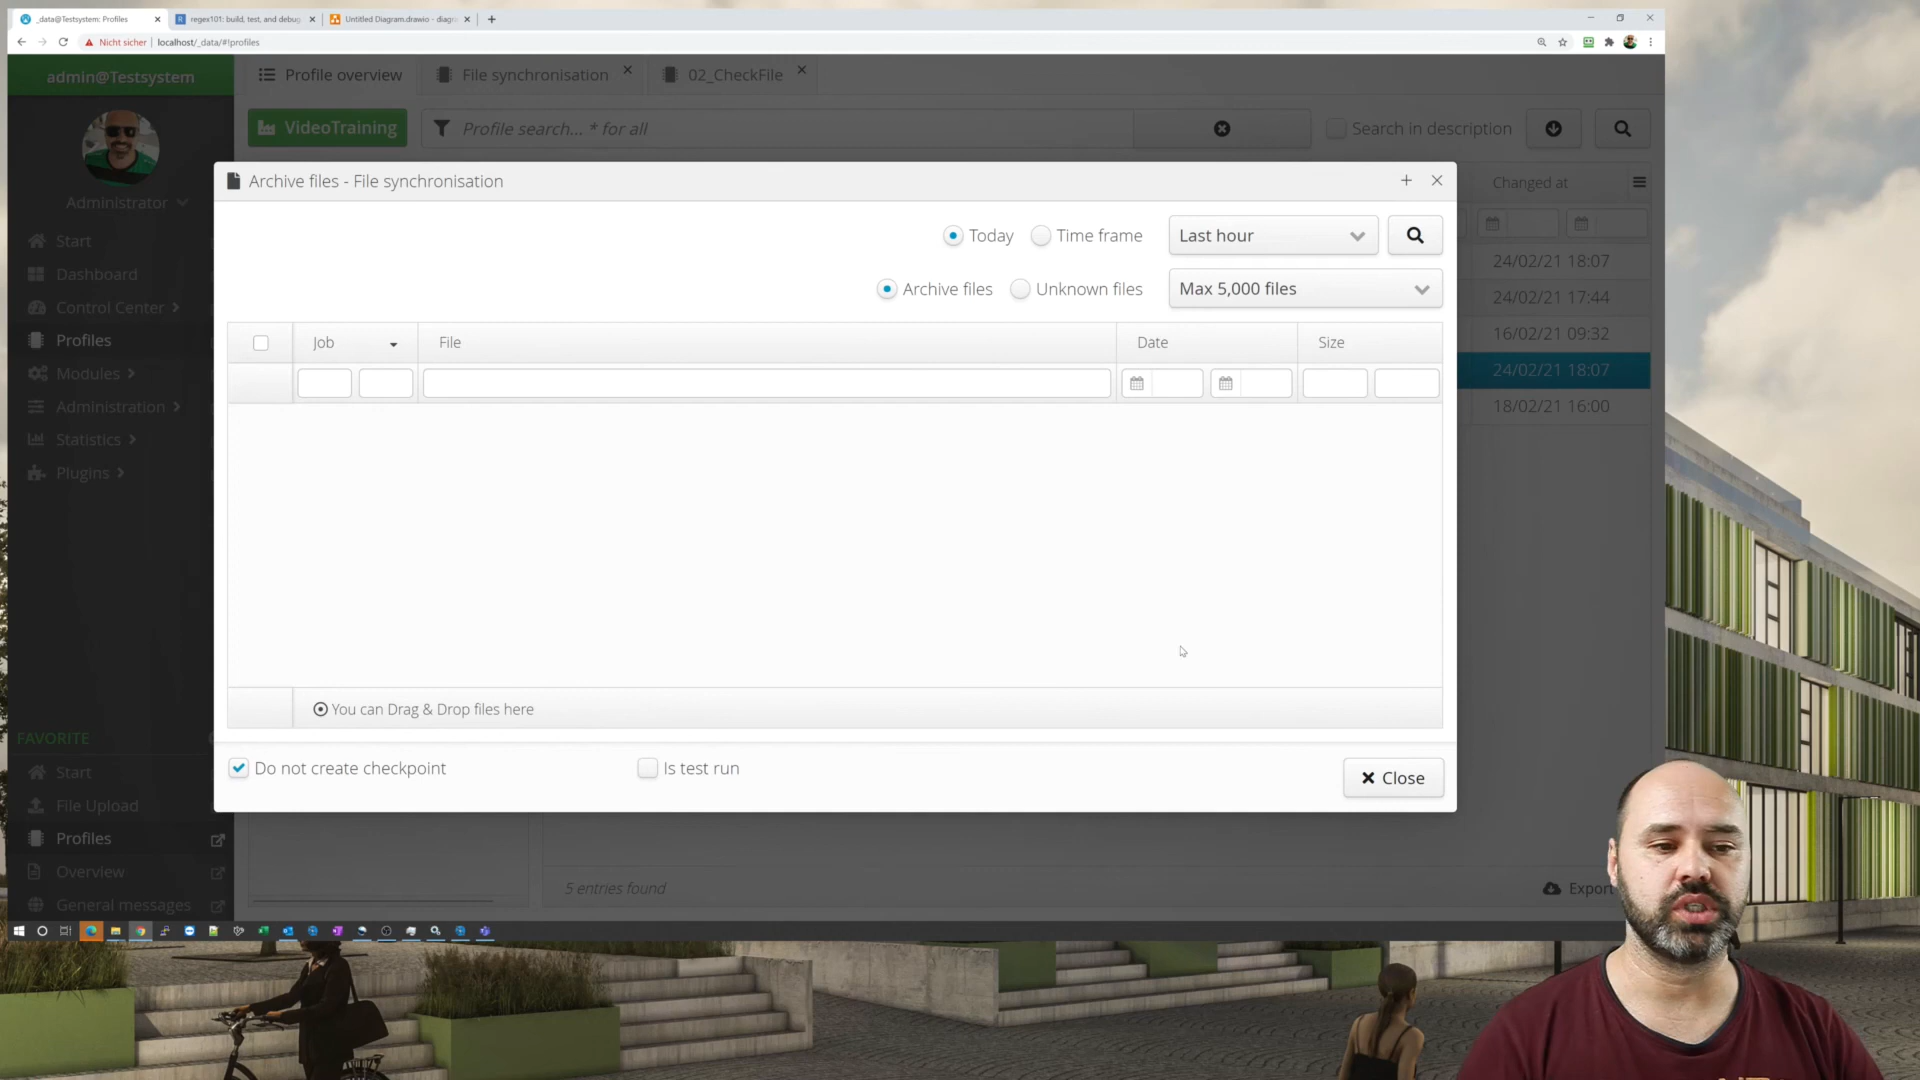 _data@Testsystem: Profiles
regex101: build, test, and debug
Untitled Diagram.drawio - diagr
Nicht sicher
localhost/_data/#!profiles
admin@Testsystem
Profile overview
File synchronisation
02_CheckFile
VideoTraining
Profile search... * for all
Search in description
Archive files - File synchronisation
Changed at
Administrator
Today
Time frame
Last hour
Start
24/02/21 18:07
Dashboard
Archive files
Unknown files
Max 5,000 files
24/02/21 17:44
Control Center
16/02/21 09:32
Profiles
Job
File
Date
Size
Modules
24/02/21 18:07
Administration
18/02/21 16:00
Statistics
Plugins
You can Drag & Drop files here
FAVORITE
Start
Do not create checkpoint
Is test run
Close
File Upload
Profiles
Overview
5 entries found
Export
General messages